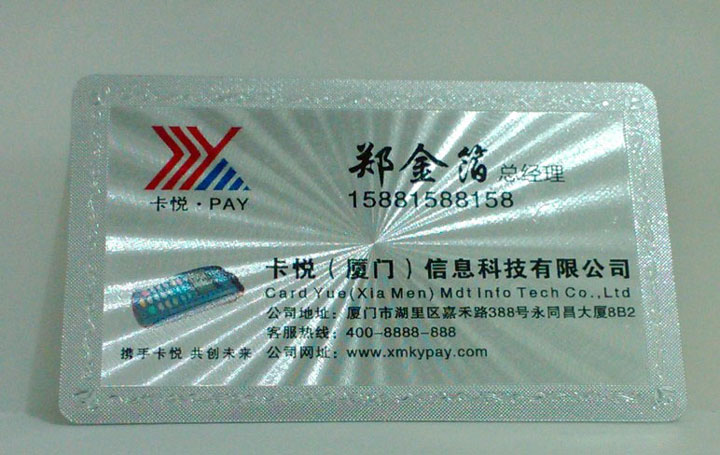 卡悦·PAY
郑金箔 总经理
15881588158
卡悦（厦门）信息科技有限公司
Card Yue(Xia Men) Mdt Info Tech Co.,Ltd
公司地址：厦门市湖里区嘉禾路388号永同昌大厦8B2
客服热线：400-8888-888
携手卡悦 共创未来
公司网址：www.xmkypay.com